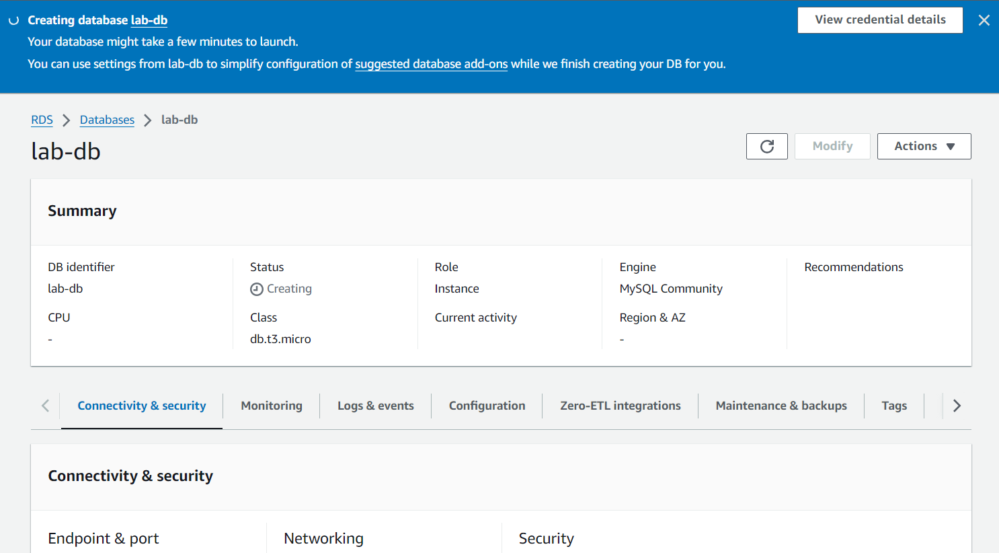 Creating database lab-db
View credential details
Your database might take a few minutes to launch.
You can use settings from lab-db to simplify configuration of suggested database add-ons while we finish creating your DB for you.
RDS > Databases > lab-db
lab-db
Modify
Actions
Summary
DB identifier
lab-db
CPU
-
Status
Creating
Class
db.t3.micro
Role
Instance
Current activity
Engine
MySQL Community
Region & AZ
-
Recommendations
Connectivity & security
Monitoring
Logs & events
Configuration
Zero-ETL integrations
Maintenance & backups
Tags
Connectivity & security
Endpoint & port
Networking
Security